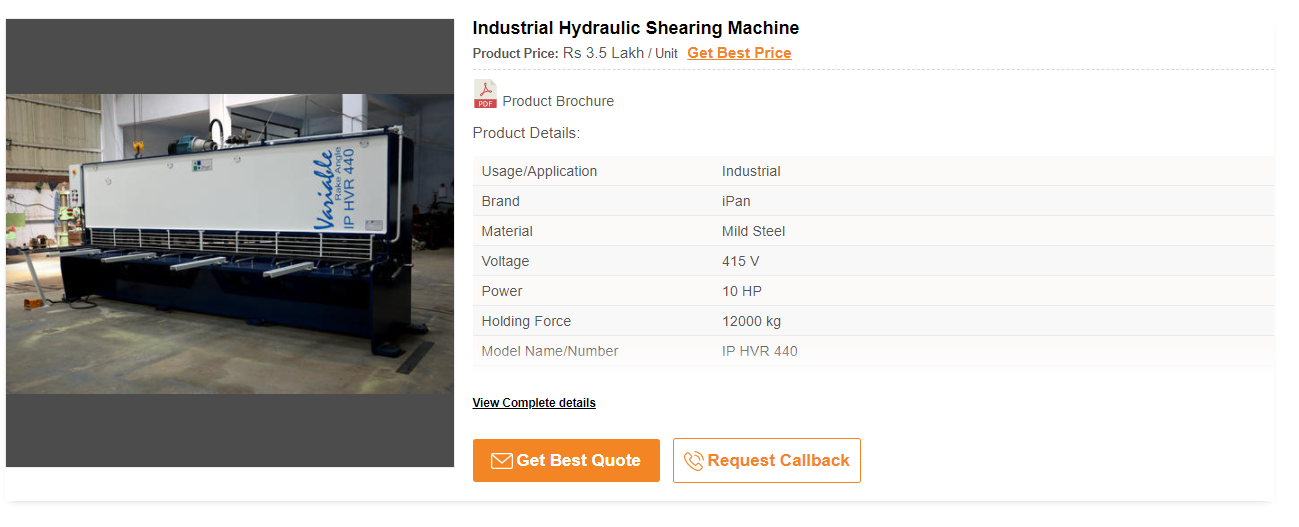 Industrial Hydraulic Shearing Machine
Product Price: Rs 3.5 Lakh / Unit Get Best Price
PDF Product Brochure
Product Details:
Usage/Application Industrial
Brand iPan
Material Mild Steel
Voltage 415 V
Power 10 HP
Holding Force 12000 kg
Model Name/Number IP HVR 440
View Complete details
Get Best Quote Request Callback
Variable
Rake Angle
IP HVR 440